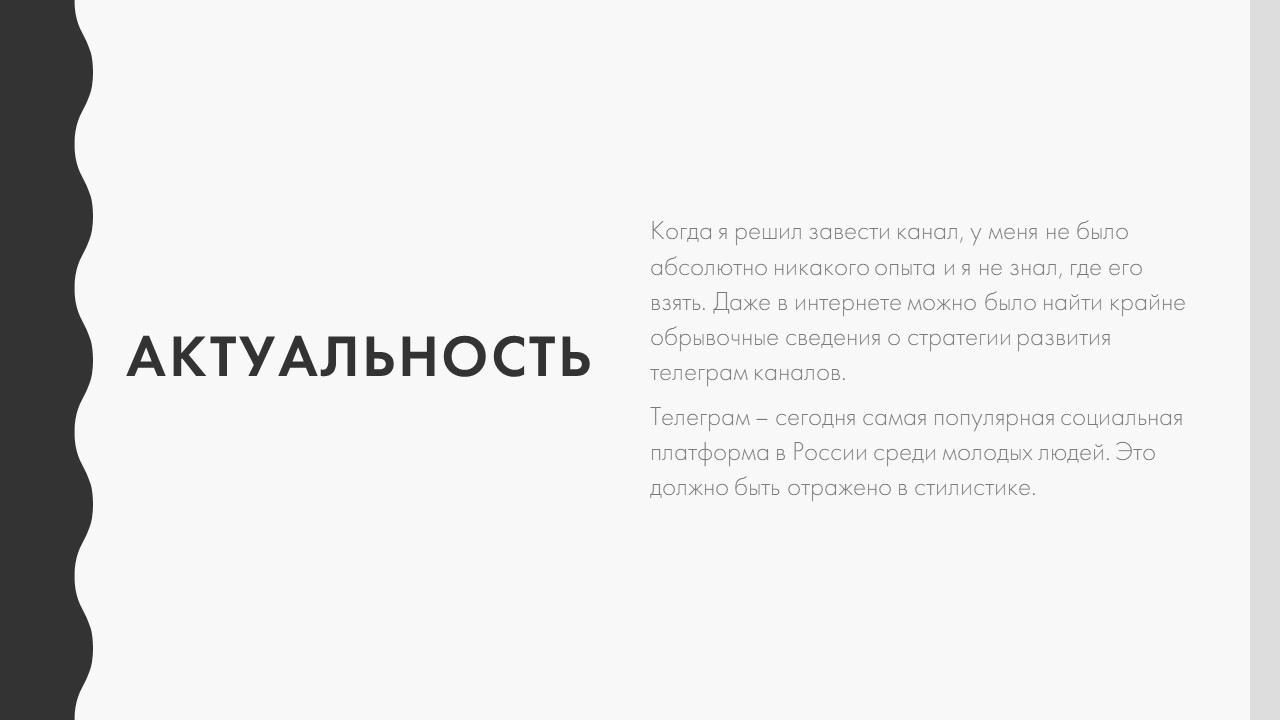 АКТУАЛЬНОСТЬ
Когда я решил завести канал, у меня не было
абсолютно никакого опыта и я не знал, где его
взять. Даже в интернете можно было найти крайне
обрывочные сведения о стратегии развития
телеграм каналов.
Телеграм – сегодня самая популярная социальная
платформа в России среди молодых людей. Это
должно быть отражено в стилистике.